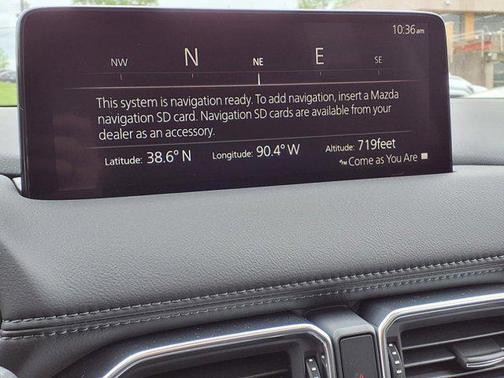 10:36am
NW N NE E SE
This system is navigation ready. To add navigation, insert a Mazda
navigation SD card. Navigation SD cards are available from your
dealer as an accessory.
Latitude: 38.6° N Longitude: 90.4° W Altitude: 719feet
Come as You Are